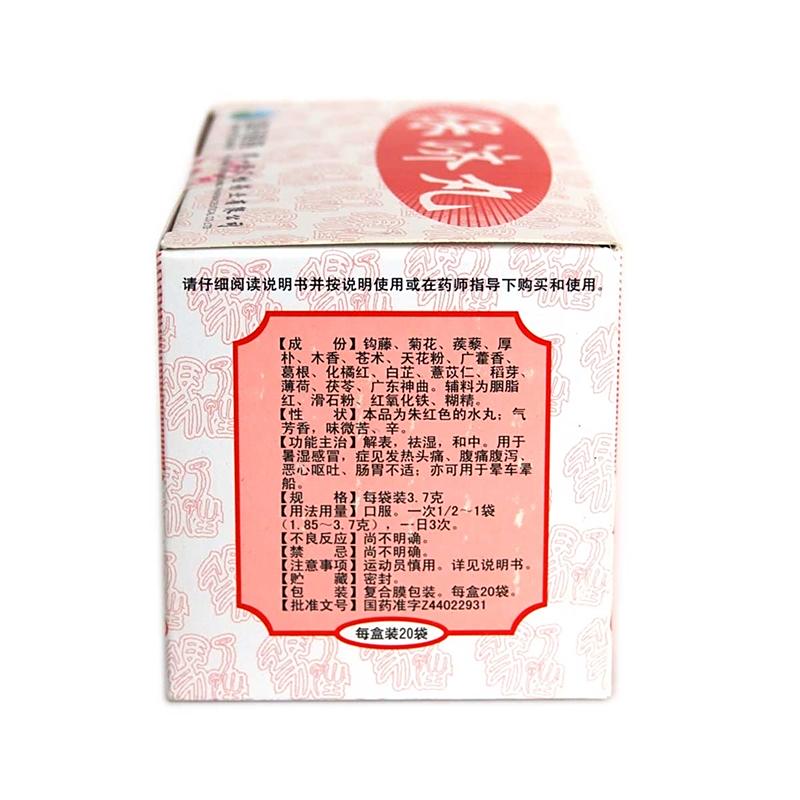 保济丸
请仔细阅读说明书并按说明使用或在药师指导下购买和使用。
【成 份】钩藤、菊花、蒺藜、厚
朴、木香、苍术、天花粉、广藿香、
葛根、化橘红、白芷、薏苡仁、稻芽、
薄荷、茯苓、广东神曲。辅料为胭脂
红、滑石粉、红氧化铁、糊精。
【性 状】本品为朱红色的水丸；气
芳香，味微苦、辛。
【功能主治】解表，祛湿，和中。用于
暑湿感冒，症见发热头痛、腹痛腹泻、
恶心呕吐、肠胃不适；亦可用于晕车晕
船。
【规 格】每袋装3.7克
【用法用量】口服。一次1/2～1袋
（1.85～3.7克），一日3次。
【不良反应】尚不明确。
【禁 忌】尚不明确。
【注意事项】运动员慎用。详见说明书。
【贮 藏】密封。
【包 装】复合膜包装。每盒20袋。
【批准文号】国药准字Z44022931
每盒装20袋